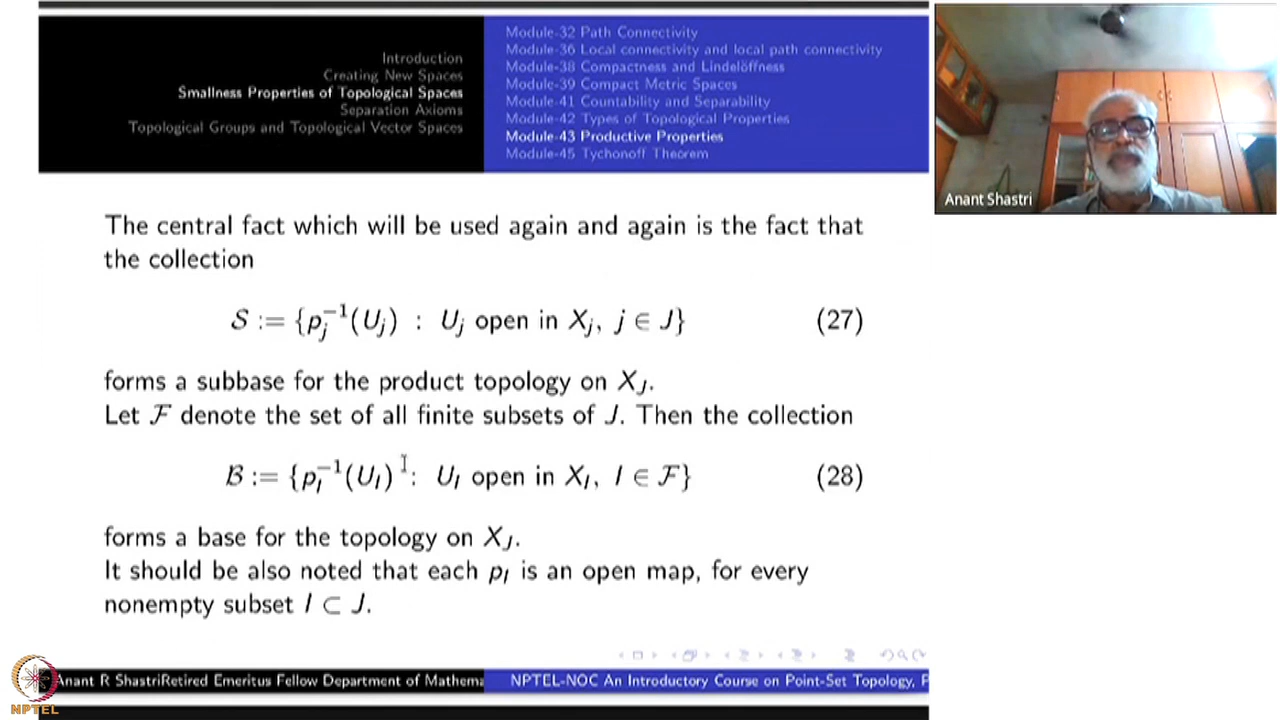 Introduction
Creating New Spaces
Smallness Properties of Topological Spaces
Separation Axioms
Topological Groups and Topological Vector Spaces
Module-32 Path Connectivity
Module-36 Local connectivity and local path connectivity
Module-38 Compactness and Lindelöffness
Module-39 Compact Metric Spaces
Module-41 Countability and Separability
Module-42 Types of Topological Properties
Module-43 Productive Properties
Module-45 Tychonoff Theorem
Anant Shastri
The central fact which will be used again and again is the fact that
the collection
S := {p_j^{-1}(U_j) : U_j open in X_j, j ∈ J} (27)
forms a subbase for the product topology on X_J.
Let F denote the set of all finite subsets of J. Then the collection
B := {p_I^{-1}(U_I) : U_I open in X_I, I ∈ F} (28)
forms a base for the topology on X_J.
It should be also noted that each p_I is an open map, for every
nonempty subset I ⊂ J.
Anant R ShastriRetired Emeritus Fellow Department of Mathema
NPTEL-NOC An Introductory Course on Point-Set Topology, P
NPTEL